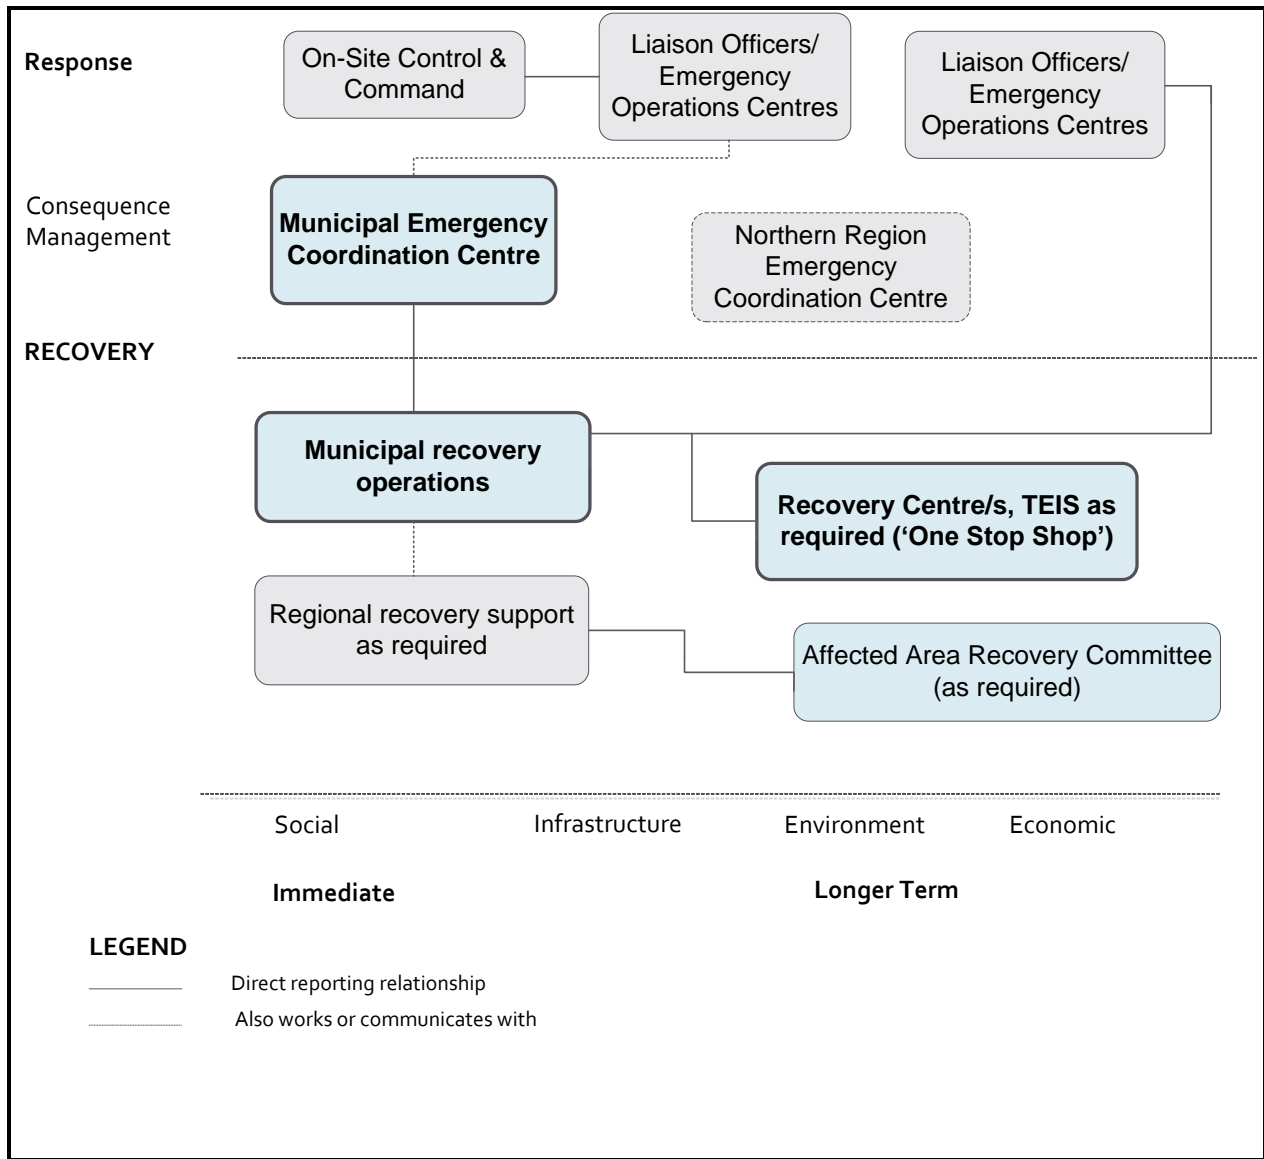 Response
On-Site Control &
Command
Liaison Officers/
Emergency
Operations Centres
Liaison Officers/
Emergency
Operations Centres
Consequence
Management
Municipal Emergency
Coordination Centre
Northern Region
Emergency
Coordination Centre
RECOVERY
Municipal recovery
operations
Recovery Centre/s, TEIS as
required (‘One Stop Shop’)
Regional recovery support
as required
Affected Area Recovery Committee
(as required)
Social
Infrastructure
Environment
Economic
Immediate
Longer Term
LEGEND
Direct reporting relationship
Also works or communicates with